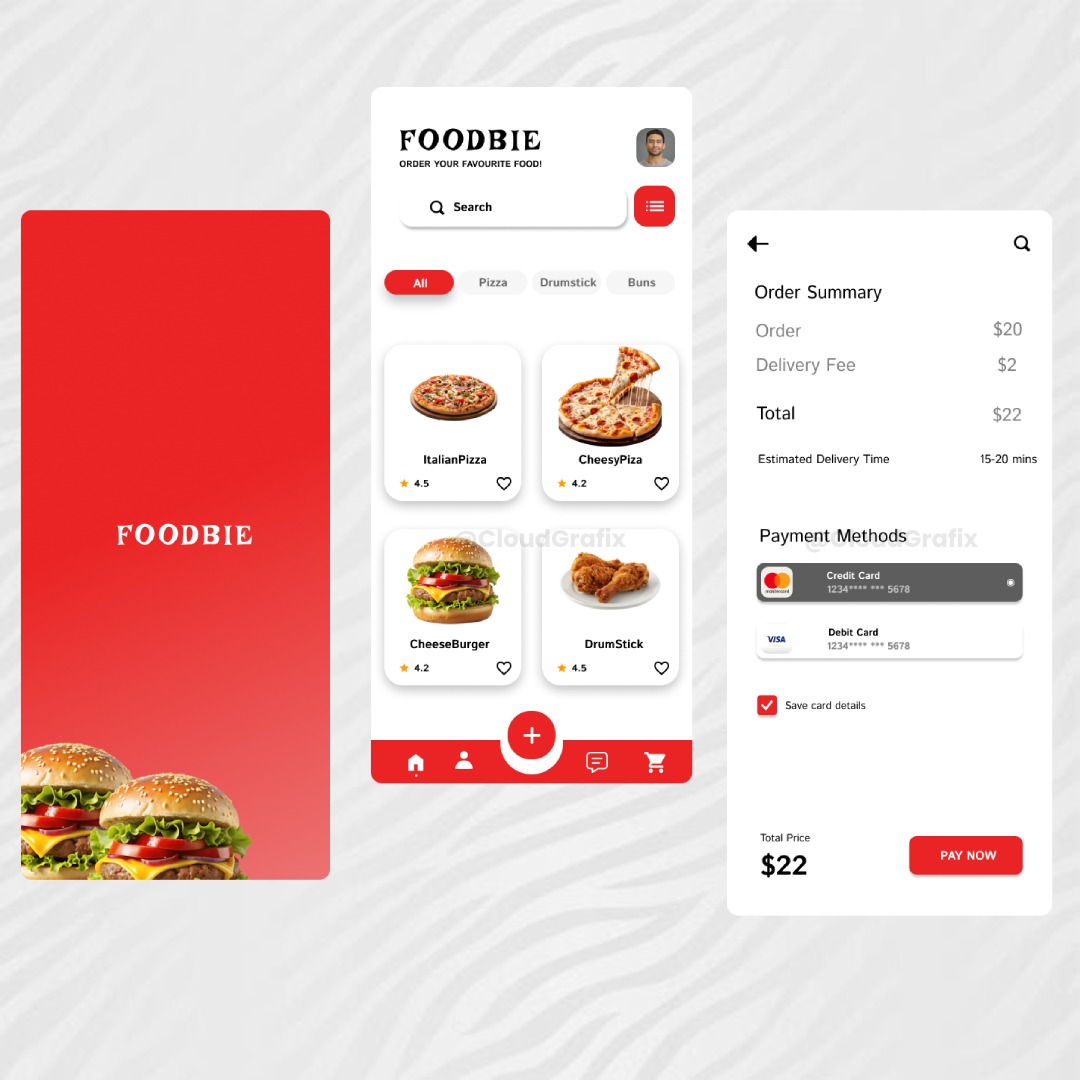 FOODBIE
FOODBIE
ORDER YOUR FAVOURITE FOOD!
Search
All Pizza Drumstick Buns
ItalianPizza CheesyPiza
4.5 4.2
@CloudGrafix
CheeseBurger DrumStick
4.2 4.5
Order Summary
Order $20
Delivery Fee $2
Total $22
Estimated Delivery Time 15-20 mins
Payment Methods
@CloudGrafix
Credit Card
mastercard 1234**** *** 5678
Debit Card
VISA
1234**** *** 5678
Save card details
Total Price
$22
PAY NOW